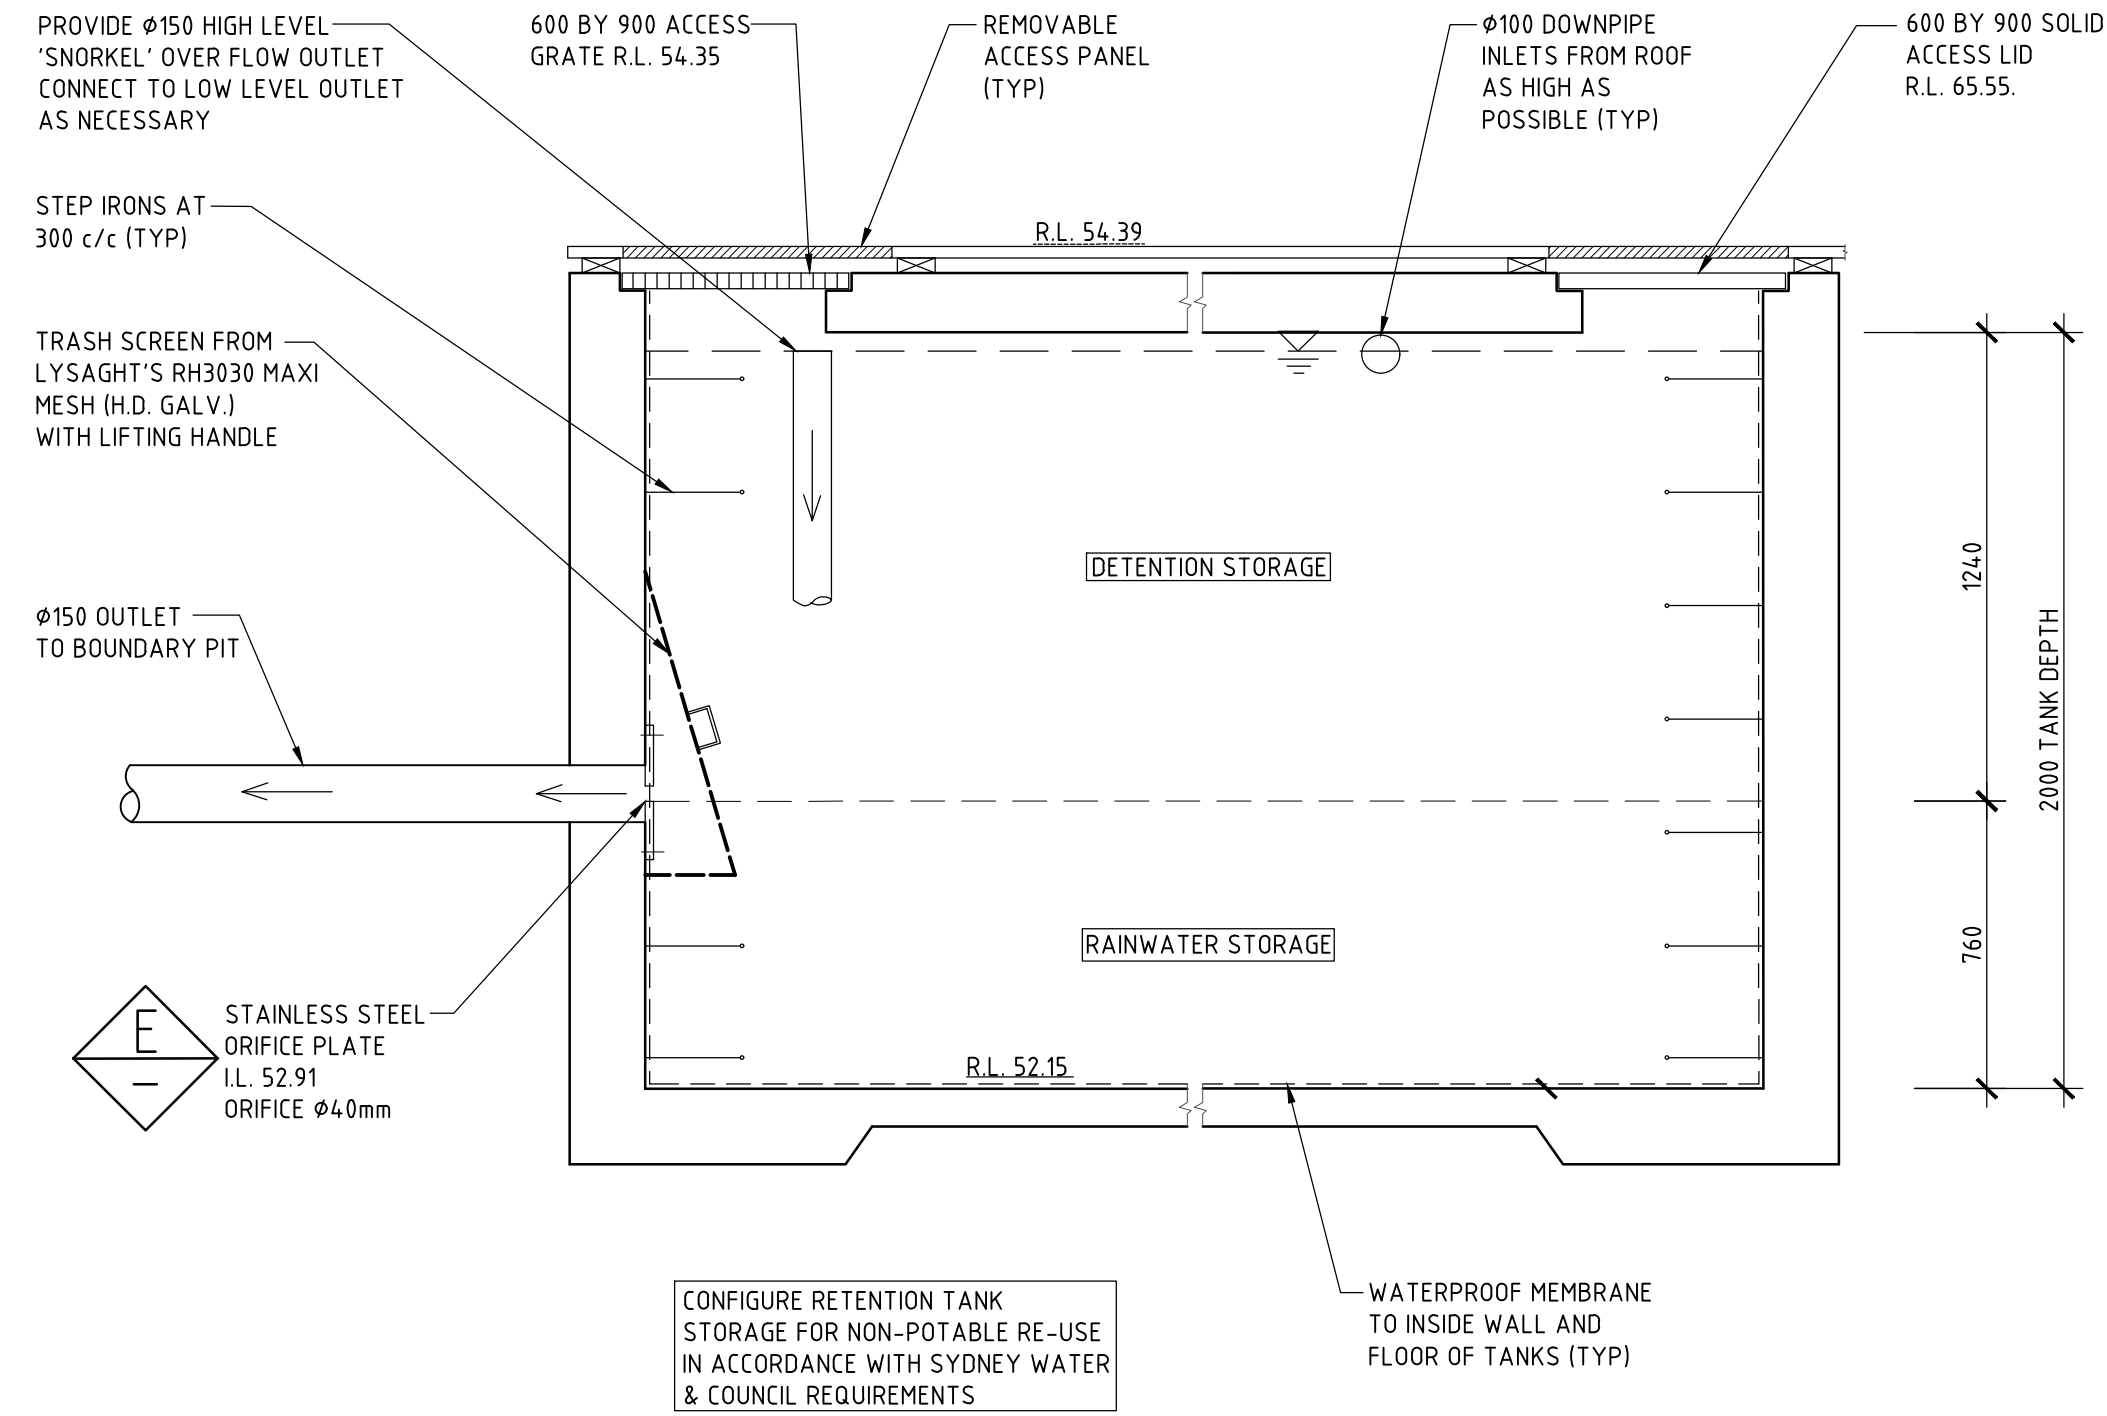 PROVIDE Ø150 HIGH LEVEL
'SNORKEL' OVER FLOW OUTLET
CONNECT TO LOW LEVEL OUTLET
AS NECESSARY
600 BY 900 ACCESS
GRATE R.L. 54.35
REMOVABLE
ACCESS PANEL
(TYP)
Ø100 DOWNPIPE
INLETS FROM ROOF
AS HIGH AS
POSSIBLE (TYP)
600 BY 900 SOLID
ACCESS LID
R.L. 65.55.
STEP IRONS AT
300 c/c (TYP)
R.L. 54.39
TRASH SCREEN FROM
LYSAGHT'S RH3030 MAXI
MESH (H.D. GALV.)
WITH LIFTING HANDLE
DETENTION STORAGE
1240
2000 TANK DEPTH
Ø150 OUTLET
TO BOUNDARY PIT
RAINWATER STORAGE
760
E
–
STAINLESS STEEL
ORIFICE PLATE
I.L. 52.91
ORIFICE Ø40mm
R.L. 52.15
CONFIGURE RETENTION TANK
STORAGE FOR NON-POTABLE RE-USE
IN ACCORDANCE WITH SYDNEY WATER
& COUNCIL REQUIREMENTS
WATERPROOF MEMBRANE
TO INSIDE WALL AND
FLOOR OF TANKS (TYP)